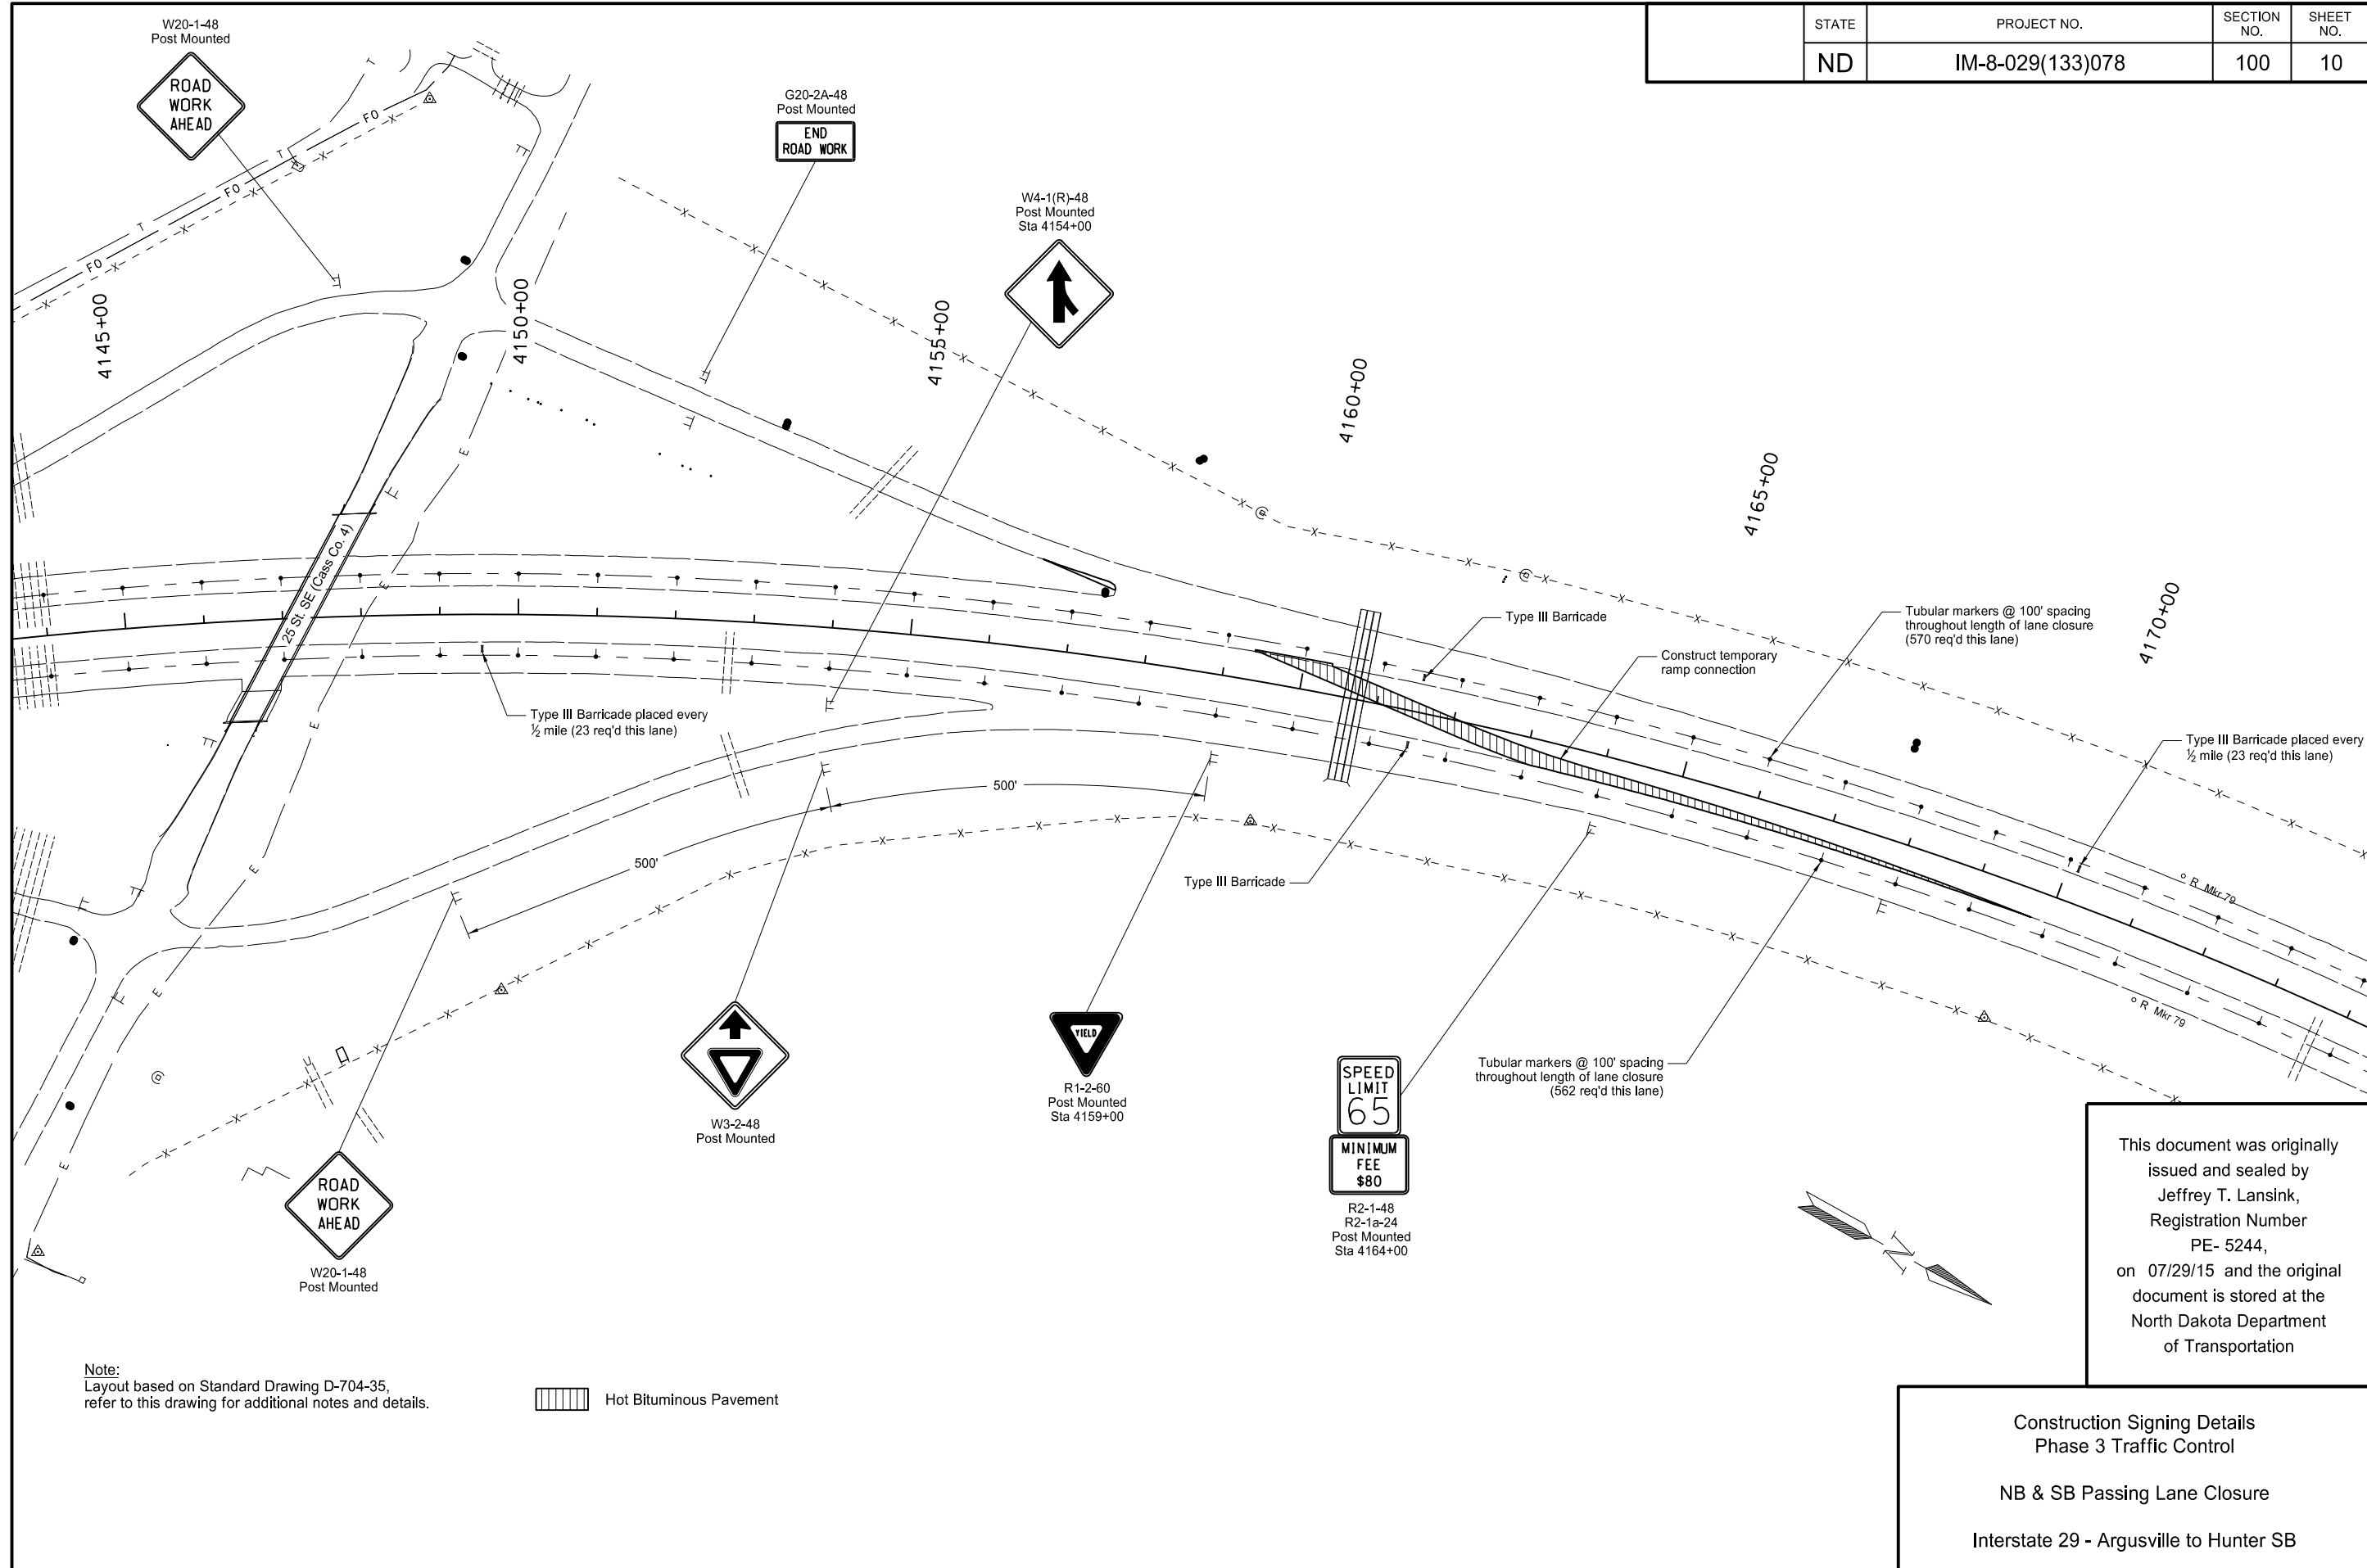 STATE
PROJECT NO.
SECTION NO.
SHEET NO.
ND
IM-8-029(133)078
100
10
W20-1-48
Post Mounted
ROAD
WORK
AHEAD
G20-2A-48
Post Mounted
END
ROAD WORK
W4-1(R)-48
Post Mounted
Sta 4154+00
4145+00
4150+00
4155+00
4160+00
4165+00
4170+00
FO
FO
FO
25 St. SE (Cass Co. 4)
Type III Barricade
Construct temporary
ramp connection
Tubular markers @ 100' spacing
throughout length of lane closure
(570 req'd this lane)
Type III Barricade placed every
½ mile (23 req'd this lane)
Type III Barricade placed every
½ mile (23 req'd this lane)
500'
500'
Type III Barricade
R Mkr 79
R Mkr 79
YIELD
R1-2-60
Post Mounted
Sta 4159+00
W3-2-48
Post Mounted
SPEED
LIMIT
65
MINIMUM
FEE
$80
R2-1-48
R2-1a-24
Post Mounted
Sta 4164+00
Tubular markers @ 100' spacing
throughout length of lane closure
(562 req'd this lane)
ROAD
WORK
AHEAD
W20-1-48
Post Mounted
N
This document was originally
issued and sealed by
Jeffrey T. Lansink,
Registration Number
PE- 5244,
on 07/29/15 and the original
document is stored at the
North Dakota Department
of Transportation
Note:
Layout based on Standard Drawing D-704-35,
refer to this drawing for additional notes and details.
Hot Bituminous Pavement
Construction Signing Details
Phase 3 Traffic Control
NB & SB Passing Lane Closure
Interstate 29 - Argusville to Hunter SB